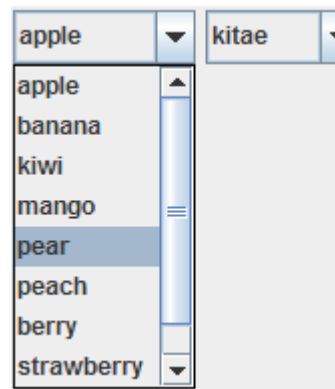 apple kitae
apple
banana
kiwi
mango
pear
peach
berry
strawberry